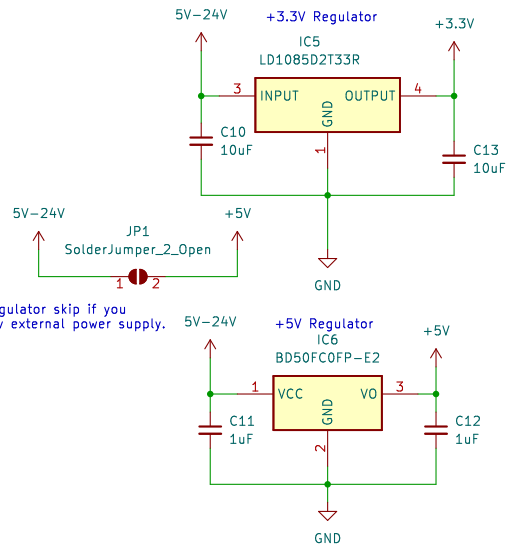 5V-24V
+3.3V Regulator
+3.3V
IC5
LD1085D2T33R
3
INPUT
OUTPUT
4
GND
1
C10
10uF
C13
10uF
GND
5V-24V
+5V
JP1
SolderJumper_2_Open
1
2
gulator skip if you
external power supply.
5V-24V
+5V Regulator
+5V
IC6
BD50FC0FP-E2
1
VCC
VO
3
GND
2
C11
1uF
C12
1uF
GND